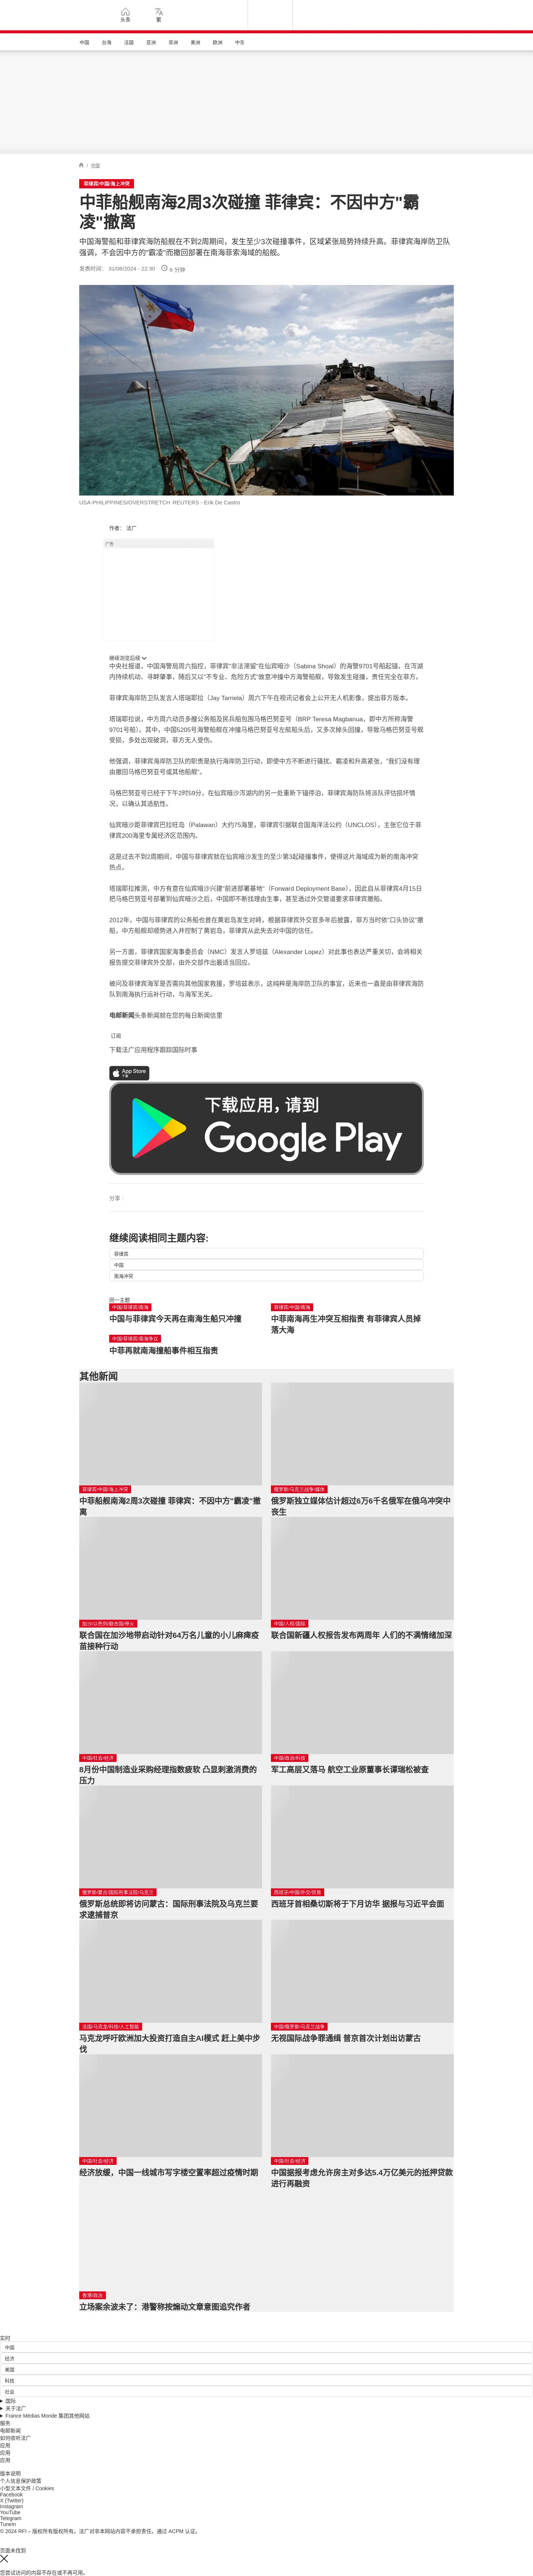 头条
繁
中国
台海
法国
亚洲
非洲
美洲
欧洲
中东
/ 中国
菲律宾/中国/海上冲突
中菲船舰南海2周3次碰撞 菲律宾：不因中方"霸凌"撤离
中国海警船和菲律宾海防船舰在不到2周期间，发生至少3次碰撞事件，区域紧张局势持续升高。菲律宾海岸防卫队强调，不会因中方的"霸凌"而撤回部署在南海菲索海域的船舰。
发表时间： 31/08/2024 - 22:30
6 分钟
USA-PHILIPPINES/OVERSTRETCH REUTERS - Erik De Castro
作者： 法广
广告
继续浏览后续
中央社报道，中国海警局周六指控，菲律宾"非法滞留"在仙宾暗沙（Sabina Shoal）的海警9701号船起锚，在泻湖内持续机动、寻衅肇事，随后又以"不专业、危险方式"故意冲撞中方海警船舰，导致发生碰撞，责任完全在菲方。
菲律宾海岸防卫队发言人塔瑞耶拉（Jay Tarriela）周六下午在视讯记者会上公开无人机影像，提出菲方版本。
塔瑞耶拉说，中方周六动员多艘公务船及民兵船包围马格巴努亚号（BRP Teresa Magbanua，即中方所称海警9701号船）。其中，中国5205号海警船舰在冲撞马格巴努亚号左舷船头后，又多次掉头回撞，导致马格巴努亚号舰受损，多处出现破洞，菲方无人受伤。
他强调，菲律宾海岸防卫队的职责是执行海岸防卫行动，即使中方不断进行骚扰、霸凌和升高紧张，"我们没有理由撤回马格巴努亚号或其他船舰"。
马格巴努亚号已经于下午2时59分，在仙宾暗沙泻湖内的另一处重新下锚停泊，菲律宾海防队将派队评估损坏情况，以确认其适航性。
仙宾暗沙距菲律宾巴拉旺岛（Palawan）大约75海里，菲律宾引据联合国海洋法公约（UNCLOS），主张它位于菲律宾200海里专属经济区范围内。
这是过去不到2周期间，中国与菲律宾就在仙宾暗沙发生的至少第3起碰撞事件，使得这片海域成为新的南海冲突热点。
塔瑞耶拉推测，中方有意在仙宾暗沙兴建"前进部署基地"（Forward Deployment Base），因此自从菲律宾4月15日把马格巴努亚号部署到仙宾暗沙之后，中国即不断找理由生事，甚至透过外交管道要求菲律宾撤船。
2012年，中国与菲律宾的公务船也曾在黄岩岛发生对峙，根据菲律宾外交官多年后披露，菲方当时依"口头协议"撤船，中方船舰却顺势进入并控制了黄岩岛，菲律宾从此失去对中国的信任。
另一方面，菲律宾国家海事委员会（NMC）发言人罗培兹（Alexander Lopez）对此事也表达严重关切，会将相关报告提交菲律宾外交部，由外交部作出最适当回应。
被问及菲律宾海军是否需向其他国家救援，罗培兹表示，这纯粹是海岸防卫队的事宜，近来也一直是由菲律宾海防队到南海执行运补行动，与海军无关。
电邮新闻头条新闻就在您的每日新闻信里
订阅
下载法广应用程序跟踪国际时事
App Store
下载应用，请到
Google Play
分享 :
继续阅读相同主题内容:
菲律宾
中国
南海冲突
同一主题
中国/菲律宾/南海
中国与菲律宾今天再在南海生船只冲撞
菲律宾/中国/南海
中菲南海再生冲突互相指责 有菲律宾人员掉落大海
中国/菲律宾/南海争议
中菲再就南海撞船事件相互指责
其他新闻
菲律宾/中国/海上冲突
中菲船舰南海2周3次碰撞 菲律宾：不因中方"霸凌"撤离
俄罗斯/乌克兰战争/媒体
俄罗斯独立媒体估计超过6万6千名俄军在俄乌冲突中丧生
加沙/以色列/联合国/停火
联合国在加沙地带启动针对64万名儿童的小儿麻痺疫苗接种行动
中国/人权/国际
联合国新疆人权报告发布两周年 人们的不满情绪加深
中国/社会/经济
8月份中国制造业采购经理指数疲软 凸显刺激消费的压力
中国/政治/科技
军工高层又落马 航空工业原董事长谭瑞松被查
俄罗斯/蒙古/国际刑事法院/乌克兰
俄罗斯总统即将访问蒙古：国际刑事法院及乌克兰要求逮捕普京
西班牙/中国/外交/贸易
西班牙首相桑切斯将于下月访华 据报与习近平会面
法国/马克龙/科技/人工智能
马克龙呼吁欧洲加大投资打造自主AI模式 赶上美中步伐
中国/俄罗斯/乌克兰战争
无视国际战争罪通缉 普京首次计划出访蒙古
中国/社会/经济
经济放缓，中国一线城市写字楼空置率超过疫情时期
中国/社会/经济
中国据报考虑允许房主对多达5.4万亿美元的抵押贷款进行再融资
香港/政法
立场案余波未了：港警称按煽动文章意图追究作者
实时
中国
经济
美国
科技
社会
国际
关于法广
France Médias Monde 集团其他网站
服务
电邮新闻
如何收听法广
应用
应用
应用
版本说明
个人信息保护政策
小型文本文件 / Cookies
Facebook
X (Twitter)
Instagram
YouTube
Telegram
TuneIn
© 2024 RFI – 版权所有版权所有。法广对非本网站内容不承担责任。通过 ACPM 认证。
页面未找到
您尝试访问的内容不存在或不再可用。